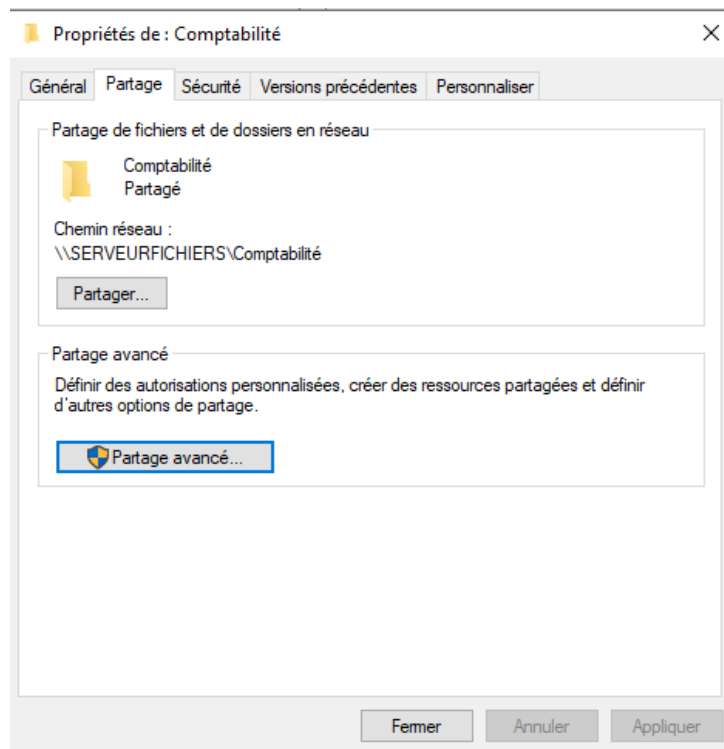 Propriétés de : Comptabilité
Général Partage Sécurité Versions précédentes Personnaliser
Partage de fichiers et de dossiers en réseau
Comptabilité
Partagé
Chemin réseau :
\\SERVEURFICHIERS\Comptabilité
Partager...
Partage avancé
Définir des autorisations personnalisées, créer des ressources partagées et définir
d'autres options de partage.
Partage avancé...
Fermer Annuler Appliquer